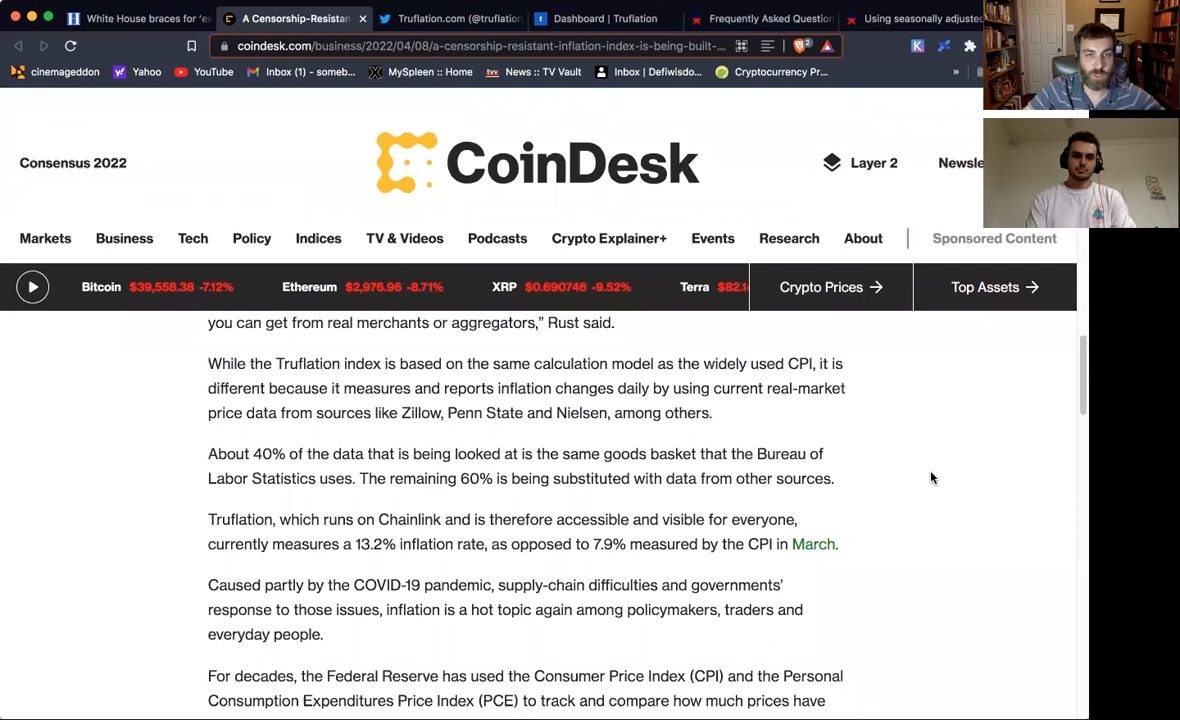 White House braces for 'ex
A Censorship-Resistan
Truflation.com (@truflation
Dashboard | Truflation
Frequently Asked Question
Using seasonally adjusted
coindesk.com/business/2022/04/08/a-censorship-resistant-inflation-index-is-being-built-...
2
cinemageddon
Yahoo
YouTube
Inbox (1) - someb...
MySpleen :: Home
News :: TV Vault
Inbox | Defiwisdo...
Cryptocurrency Pr...
»
Consensus 2022
CoinDesk
Layer 2
Newsle
Markets
Business
Tech
Policy
Indices
TV & Videos
Podcasts
Crypto Explainer+
Events
Research
About
Sponsored Content
Bitcoin $39,558.38 -7.12%
Ethereum $2,976.96 -8.71%
XRP $0.690746 -9.52%
Terra $82.1
Crypto Prices →
Top Assets →
you can get from real merchants or aggregators,” Rust said.
While the Truflation index is based on the same calculation model as the widely used CPI, it is
different because it measures and reports inflation changes daily by using current real-market
price data from sources like Zillow, Penn State and Nielsen, among others.
About 40% of the data that is being looked at is the same goods basket that the Bureau of
Labor Statistics uses. The remaining 60% is being substituted with data from other sources.
Truflation, which runs on Chainlink and is therefore accessible and visible for everyone,
currently measures a 13.2% inflation rate, as opposed to 7.9% measured by the CPI in March.
Caused partly by the COVID-19 pandemic, supply-chain difficulties and governments’
response to those issues, inflation is a hot topic again among policymakers, traders and
everyday people.
For decades, the Federal Reserve has used the Consumer Price Index (CPI) and the Personal
Consumption Expenditures Price Index (PCE) to track and compare how much prices have